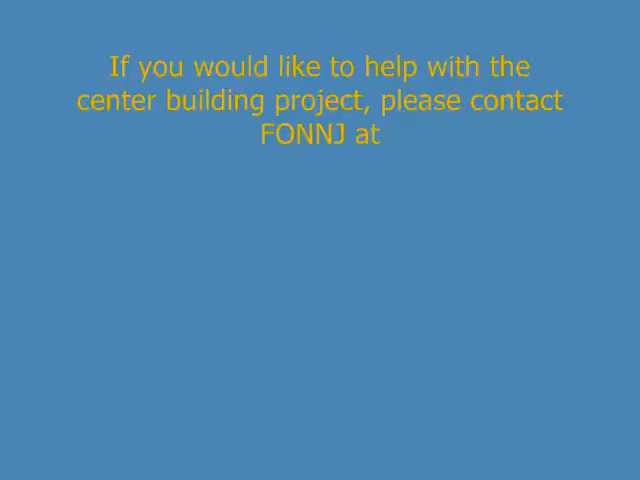 If you would like to help with the
center building project, please contact
FONNJ at